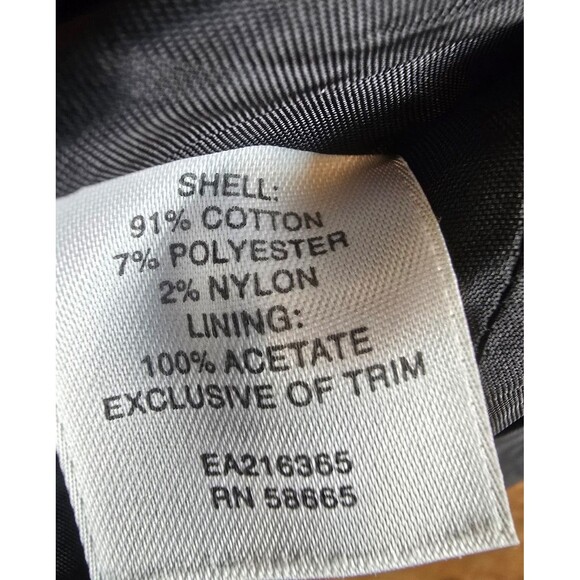 SHELL:
91% COTTON
7% POLYESTER
2% NYLON
LINING:
100% ACETATE
EXCLUSIVE OF TRIM
EA216365
RN 58665